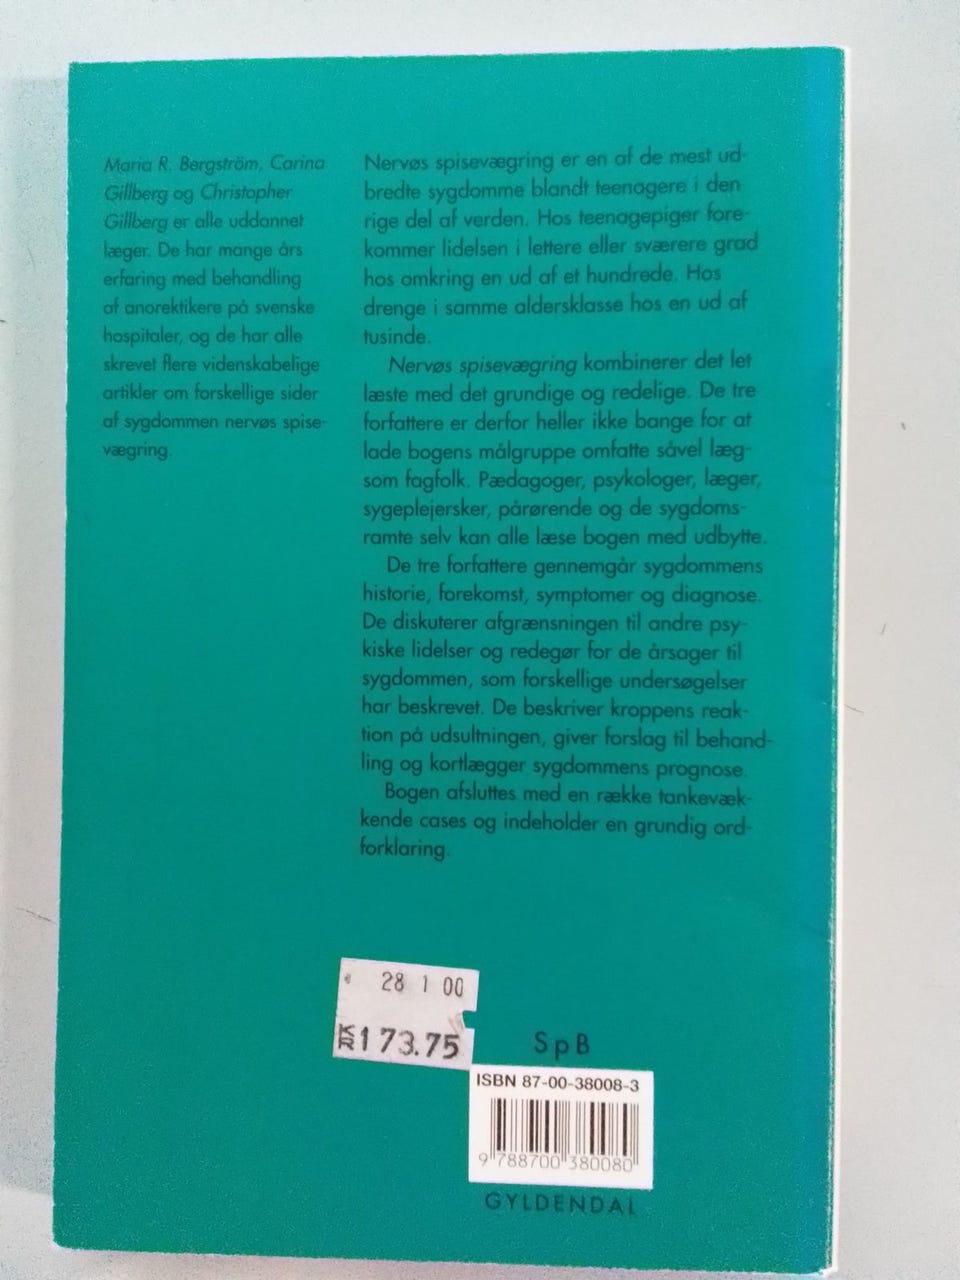 Maria R. Bergström, Carina
Gillberg og Christopher
Gillberg er alle uddannet
læger. De har mange års
erfaring med behandling
af anorektikere på svenske
hospitaler, og de har alle
skrevet flere videnskabelige
artikler om forskellige sider
af sygdommen nervøs spise-
vægring.
Nervøs spisevægring er en af de mest ud-
bredte sygdomme blandt teenagere i den
rige del af verden. Hos teenagepiger fore-
kommer lidelsen i lettere eller sværere grad
hos omkring en ud af et hundrede. Hos
drenge i samme aldersklasse hos en ud af
tusinde.
Nervøs spisevægring kombinerer det let
læste med det grundige og redelige. De tre
forfattere er derfor heller ikke bange for at
lade bogens målgruppe omfatte såvel læg-
som fagfolk. Pædagoger, psykologer, læger,
sygeplejersker, pårørende og de sygdoms-
ramte selv kan alle læse bogen med udbytte.
De tre forfattere gennemgår sygdommens
historie, forekomst, symptomer og diagnose.
De diskuterer afgrænsningen til andre psy-
kiske lidelser og redegør for de årsager til
sygdommen, som forskellige undersøgelser
har beskrevet. De beskriver kroppens reak-
tion på udsultningen, giver forslag til behand-
ling og kortlægger sygdommens prognose.
Bogen afsluttes med en række tankevæk-
kende cases og indeholder en grundig ord-
forklaring.
28 1 00
KR 173.75
SpB
ISBN 87-00-38008-3
9 788700 380080
GYLDENDAL